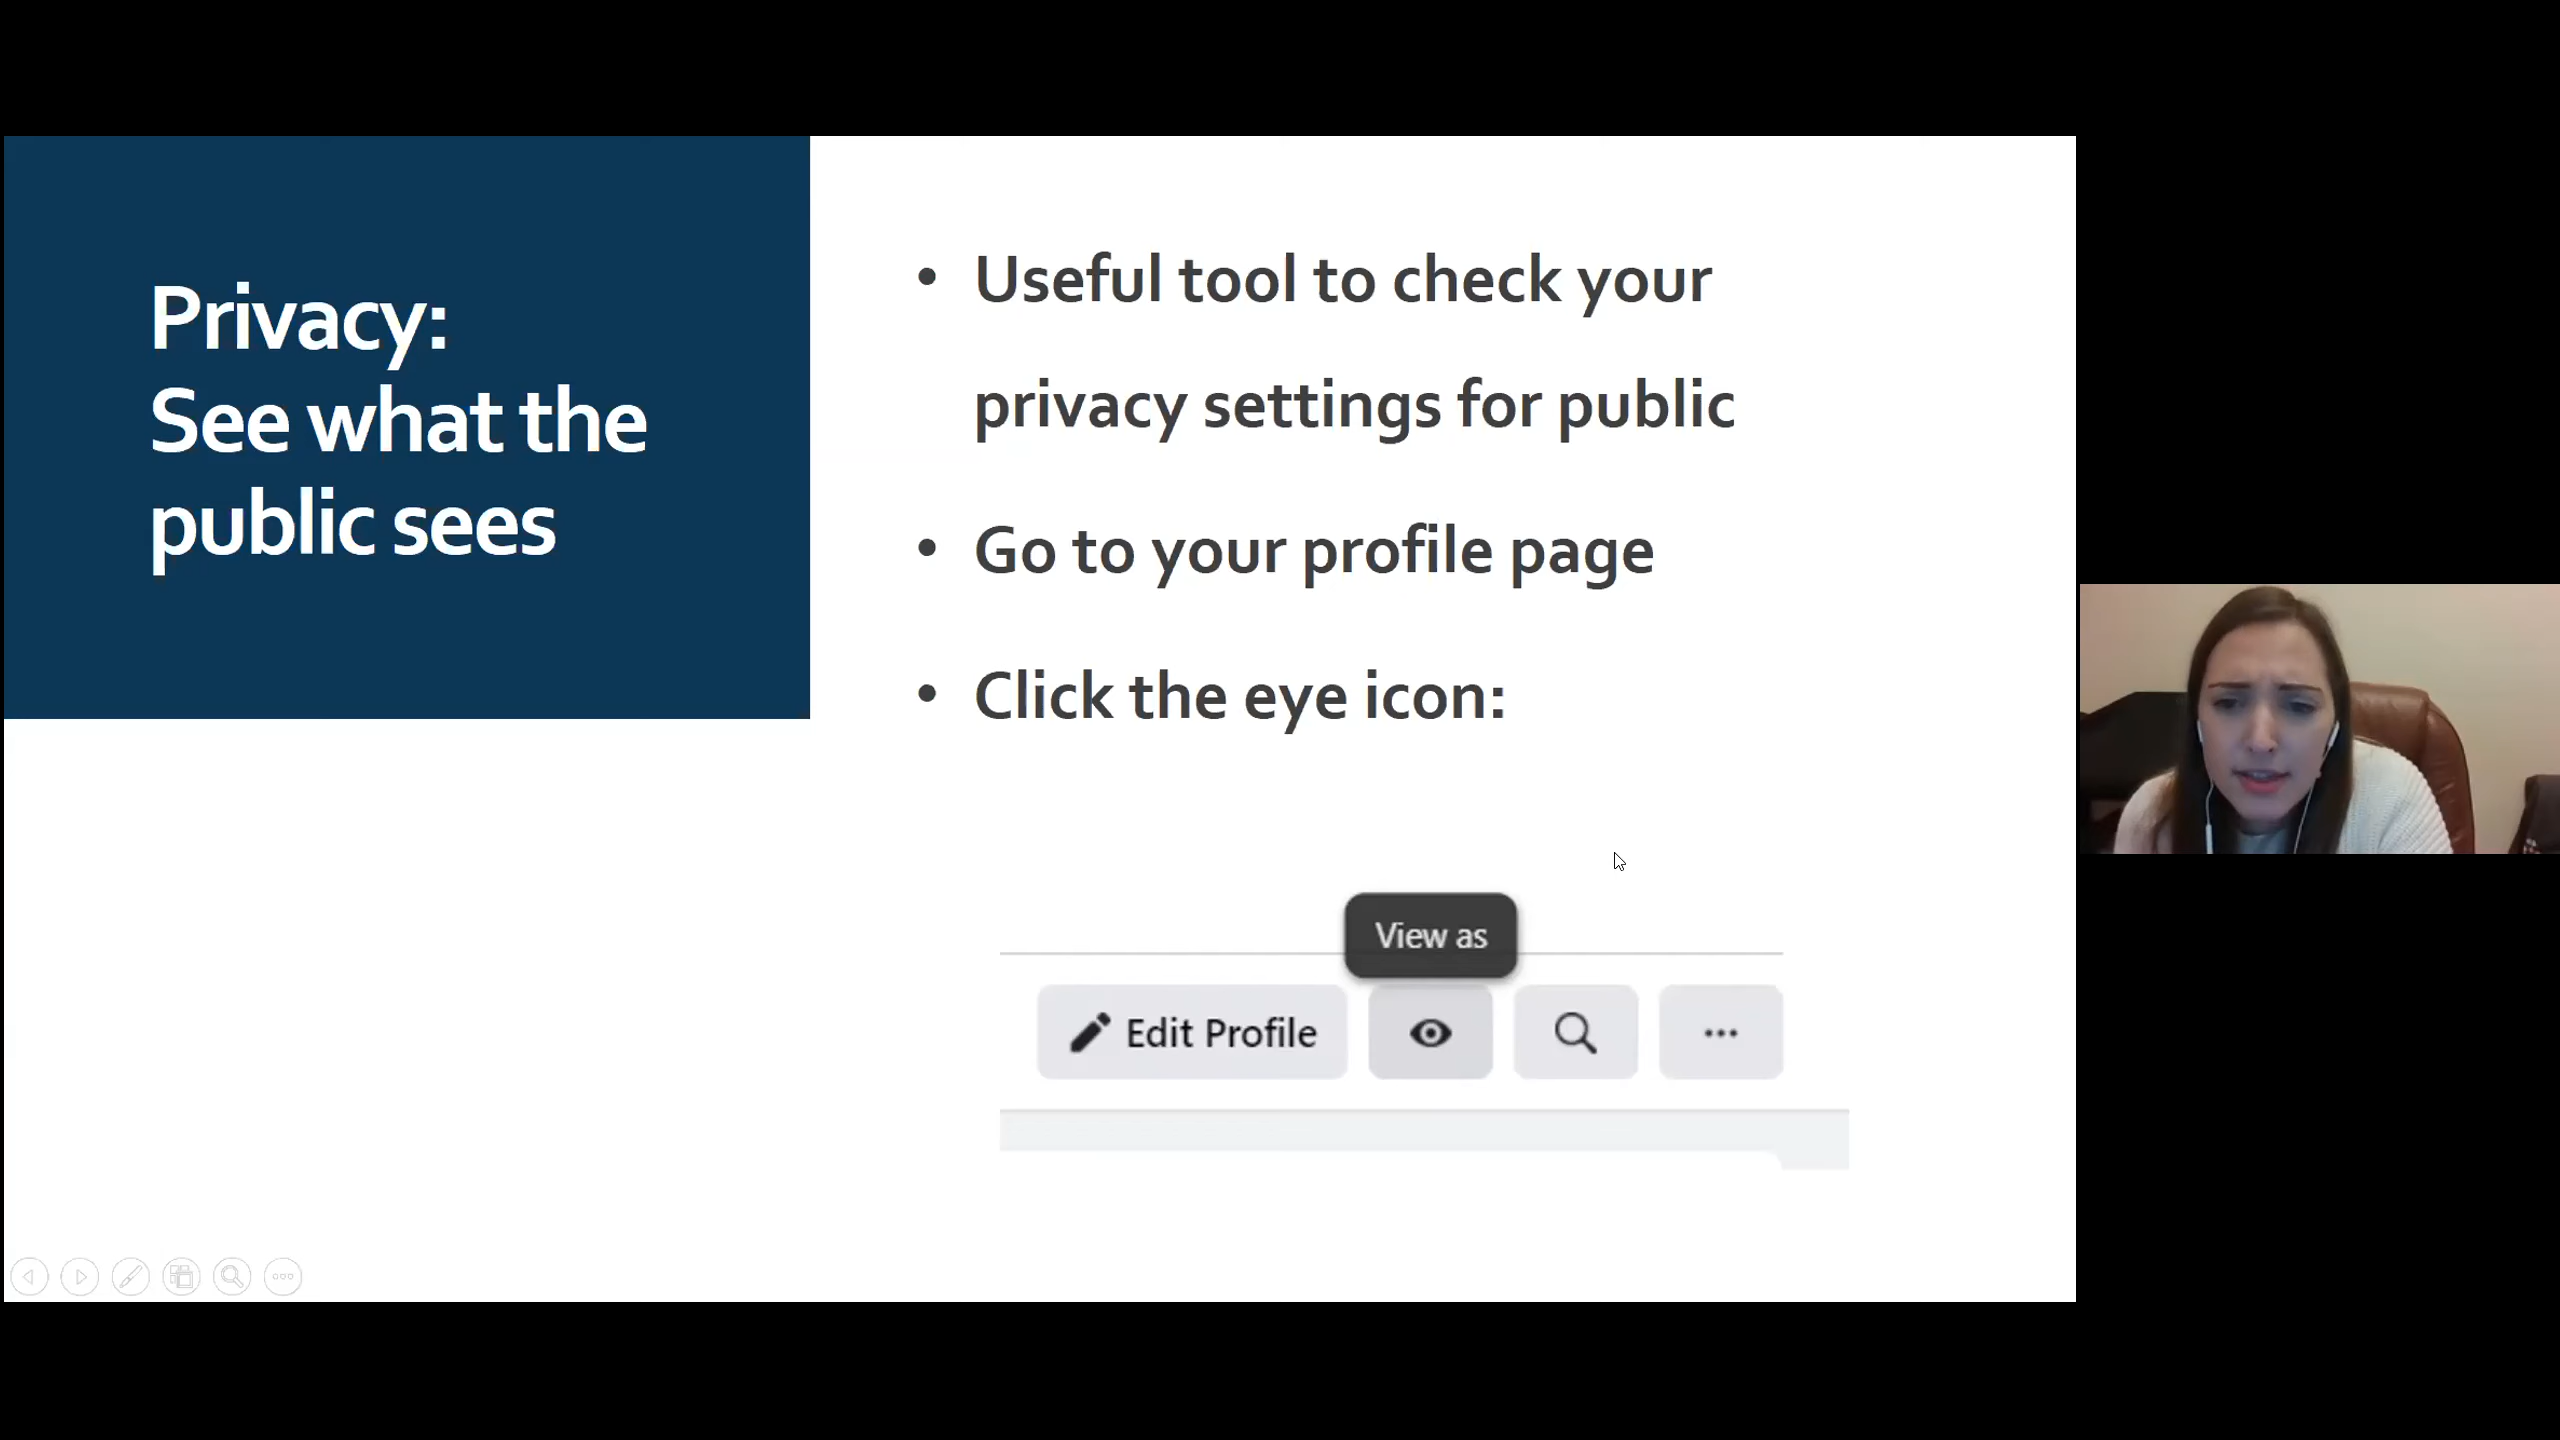 Privacy:
See what the
public sees
• Useful tool to check your
privacy settings for public
• Go to your profile page
• Click the eye icon:
View as
Edit Profile